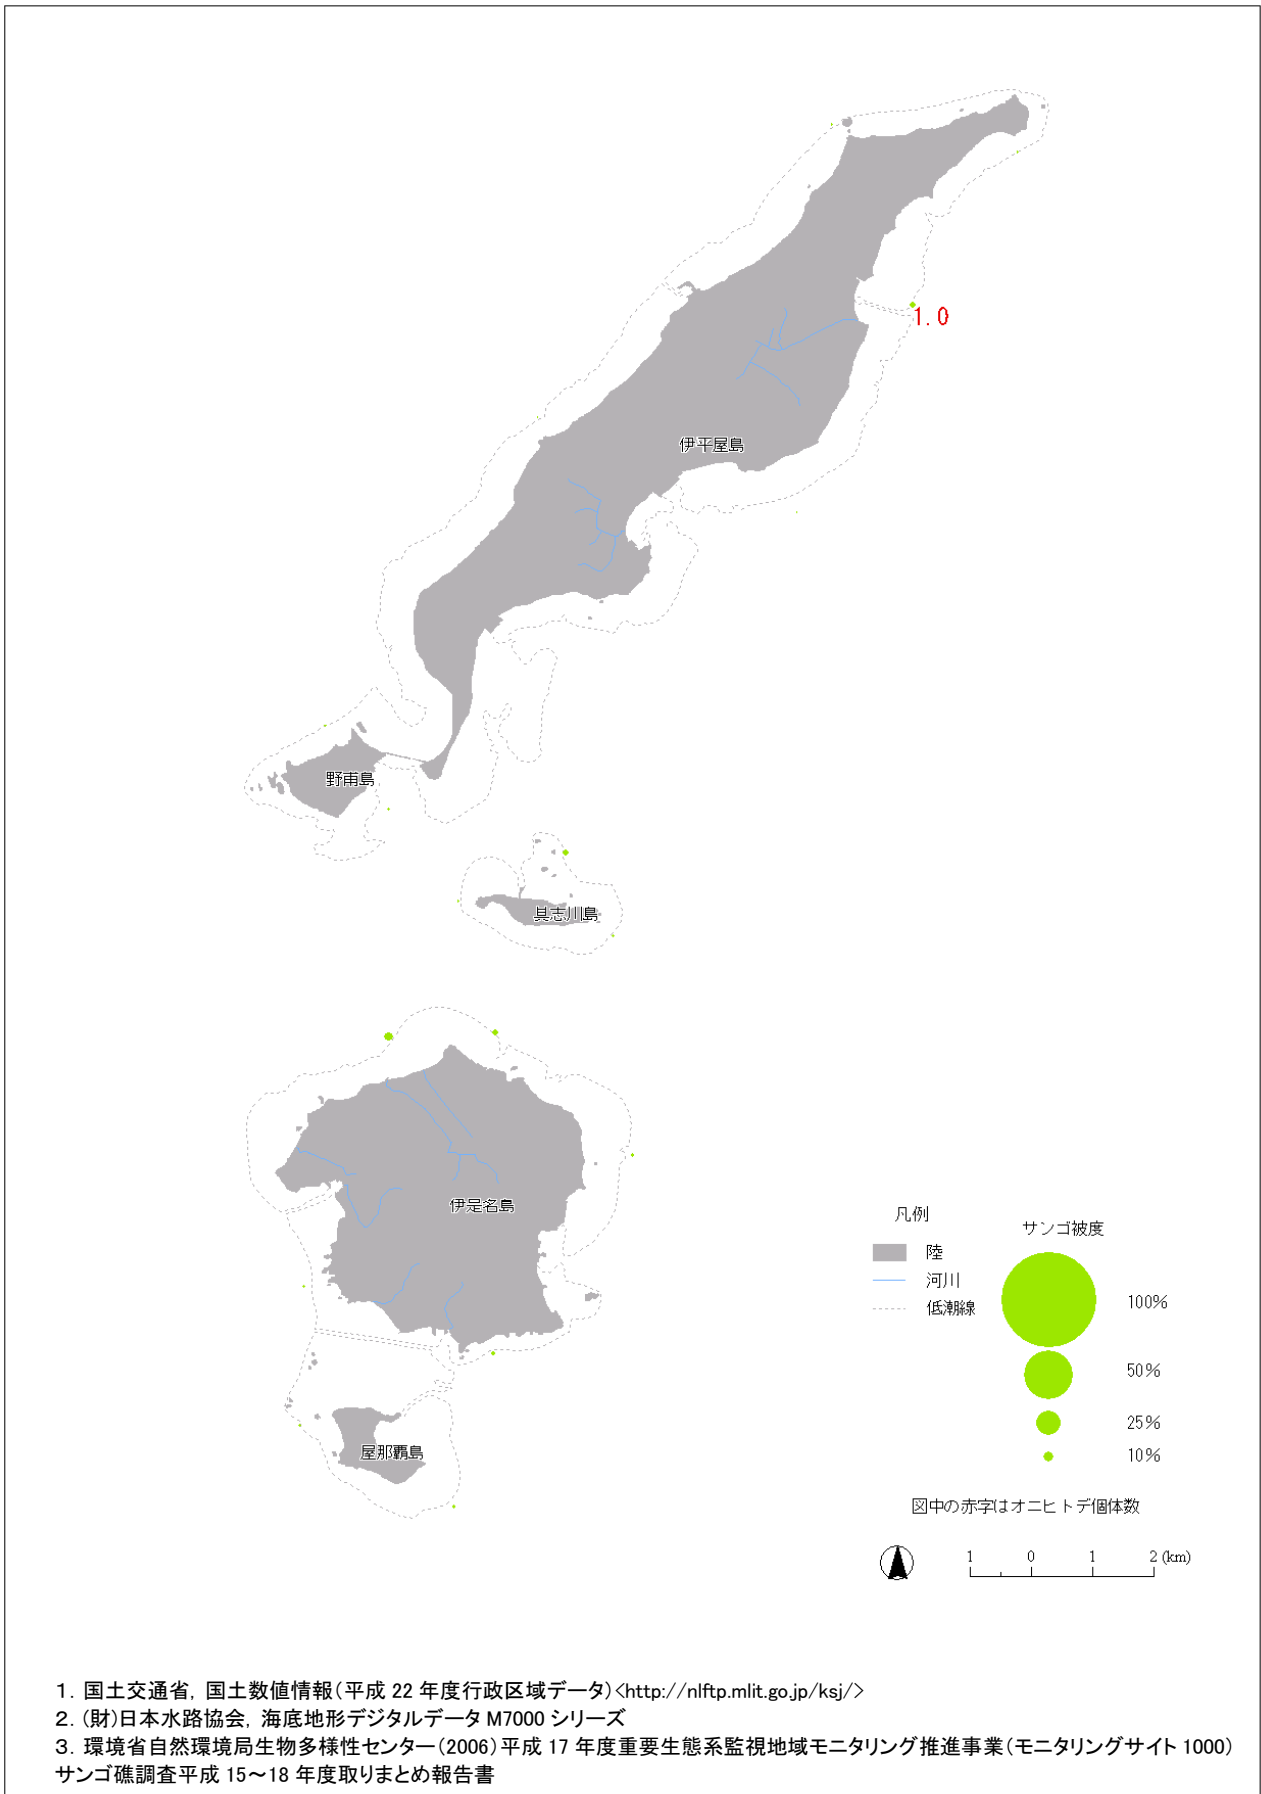 1.0
伊平屋島
野甫島
具志川島
伊是名島
屋那覇島
凡例
陸
河川
低潮線
サンゴ被度
100%
50%
25%
10%
図中の赤字はオニヒトデ個体数
1 0 1 2 (km)
1. 国土交通省, 国土数値情報(平成 22 年度行政区域データ)<http://nlftp.mlit.go.jp/ksj/>
2. (財)日本水路協会, 海底地形デジタルデータ M7000 シリーズ
3. 環境省自然環境局生物多様性センター(2006)平成 17 年度重要生態系監視地域モニタリング推進事業(モニタリングサイト 1000)
サンゴ礁調査平成 15～18 年度取りまとめ報告書